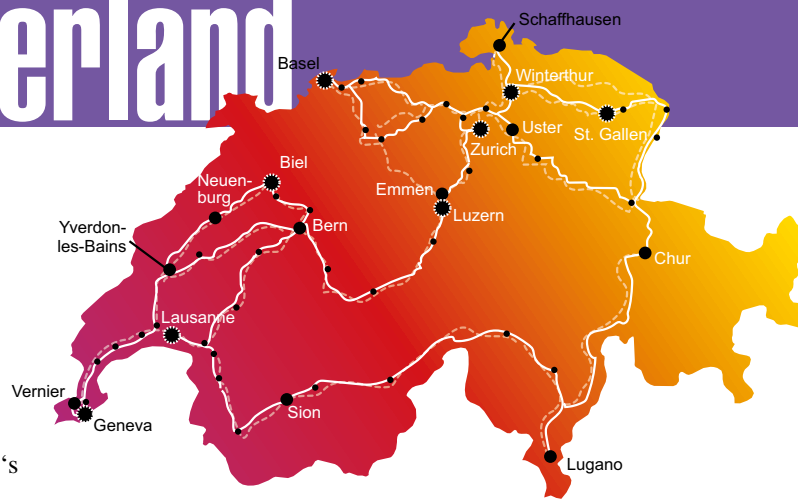 erland
Schaffhausen
Basel
Winterthur
Uster
St. Gallen
Zurich
Biel
Neuen-
burg
Emmen
Luzern
Yverdon-
les-Bains
Bern
Chur
Lausanne
Vernier
Geneva
Sion
Lugano
‘s